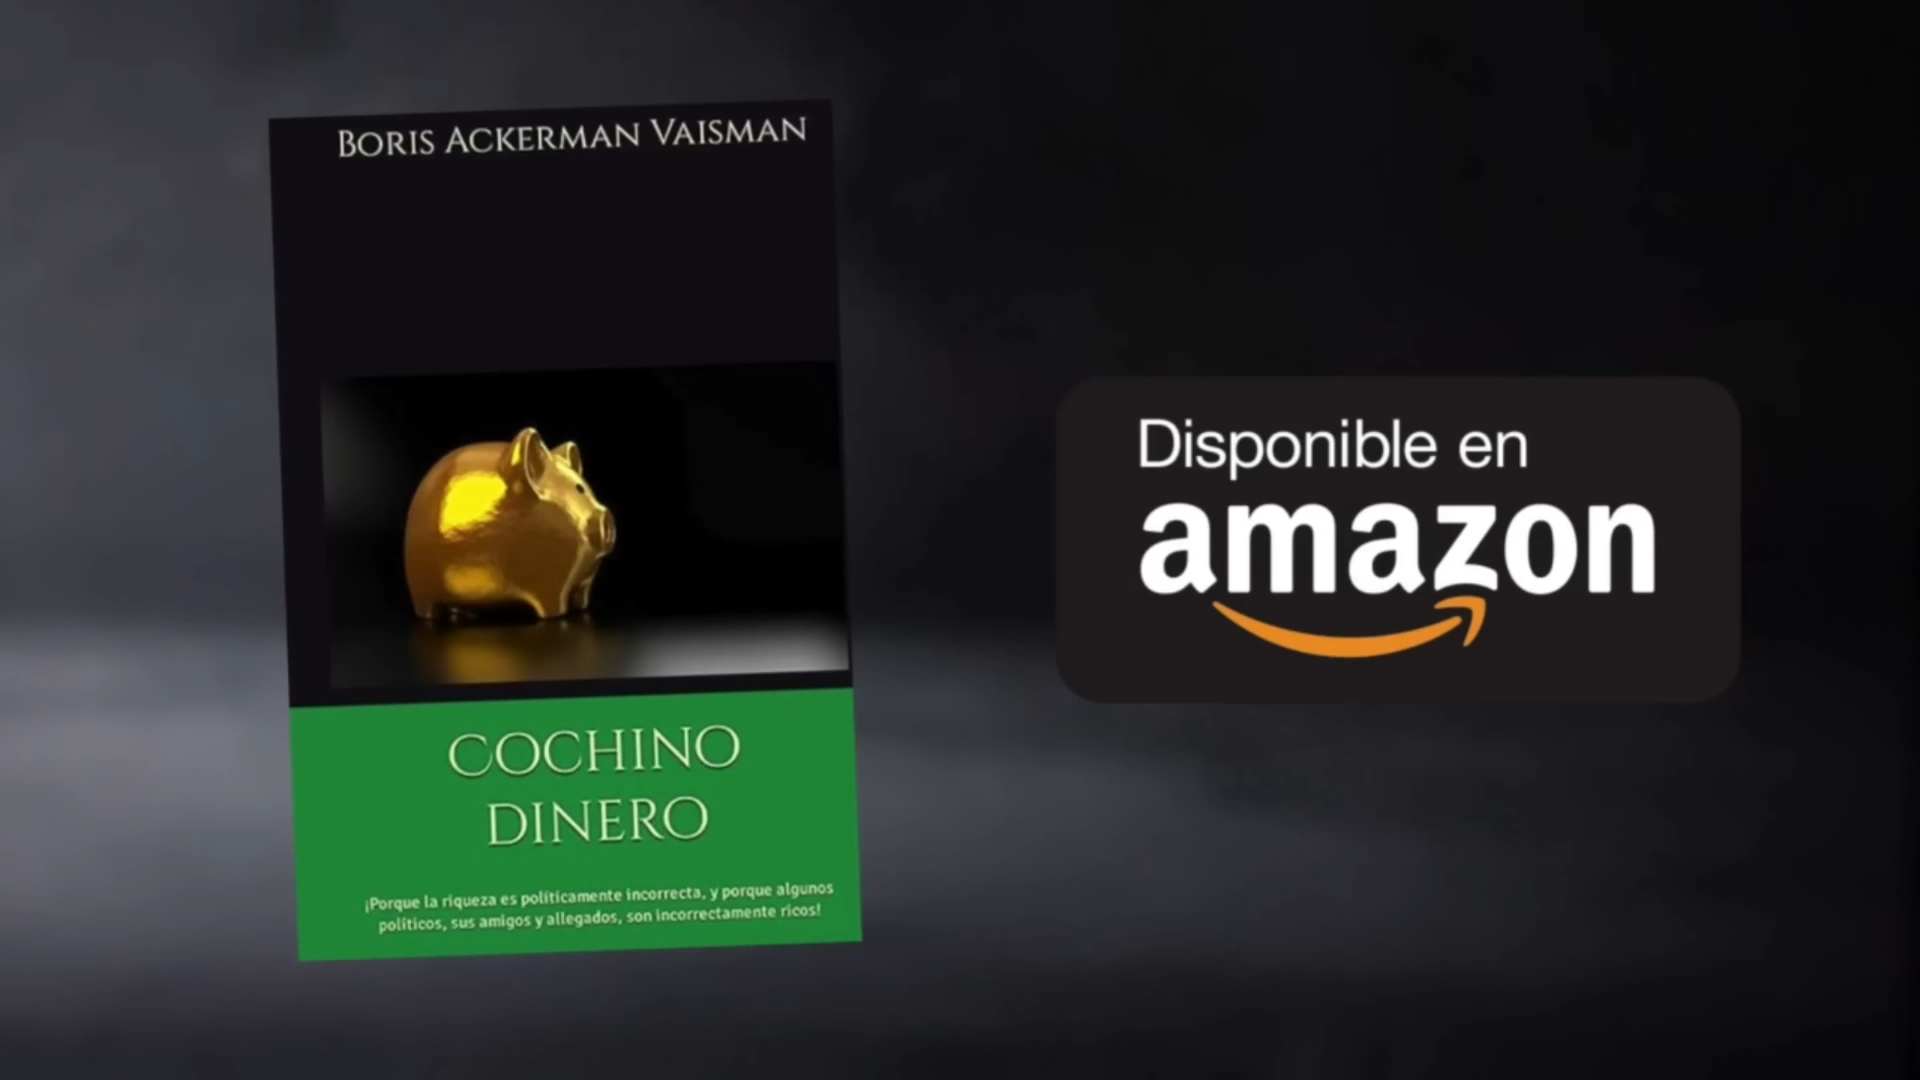 BORIS ACKERMAN VAISMAN
COCHINO
DINERO
¡Porque la riqueza es políticamente incorrecta, y porque algunos
políticos, sus amigos y allegados, son incorrectamente ricos!
Disponible en
amazon